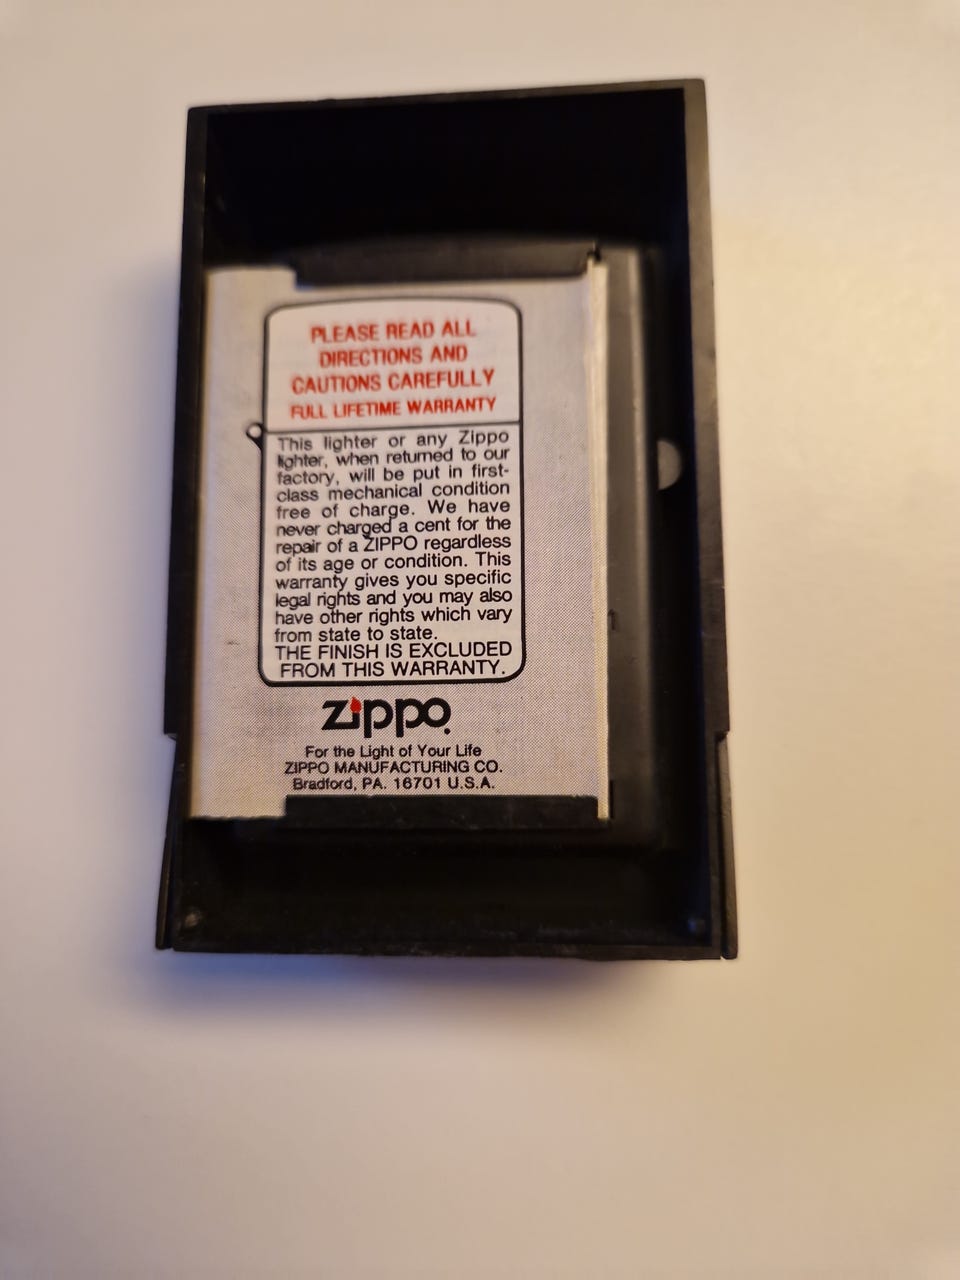 PLEASE READ ALL
DIRECTIONS AND
CAUTIONS CAREFULLY
FULL LIFETIME WARRANTY
This lighter or any Zippo
lighter, when returned to our
factory, will be put in first-
class mechanical condition
free of charge. We have
never charged a cent for the
repair of a ZIPPO regardless
of its age or condition. This
warranty gives you specific
legal rights and you may also
have other rights which vary
from state to state.
THE FINISH IS EXCLUDED
FROM THIS WARRANTY.
zippo
For the Light of Your Life
ZIPPO MANUFACTURING CO.
Bradford, PA. 16701 U.S.A.